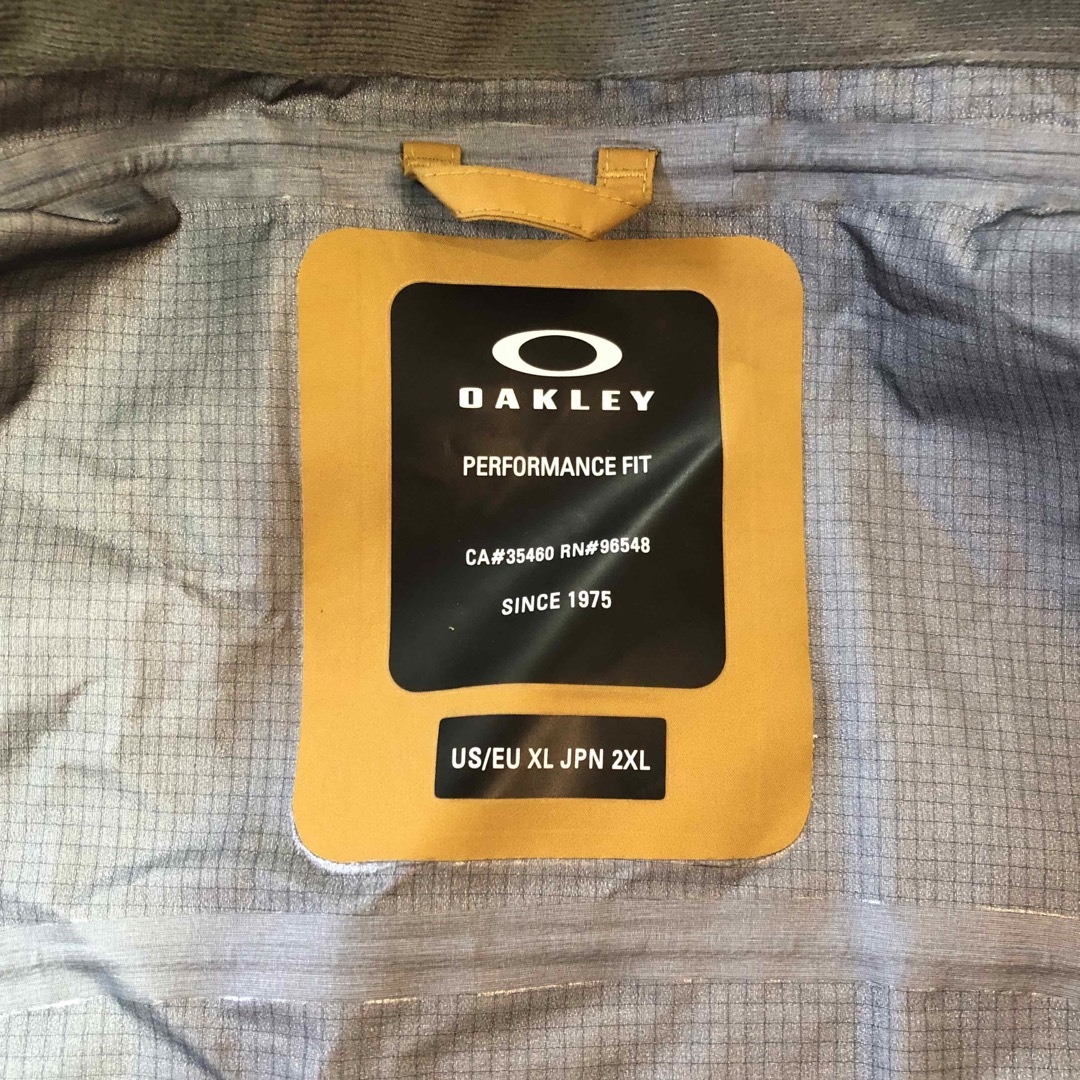 OAKLEY
PERFORMANCE FIT
CA#35460 RN#96548
SINCE 1975
US/EU XL JPN 2XL